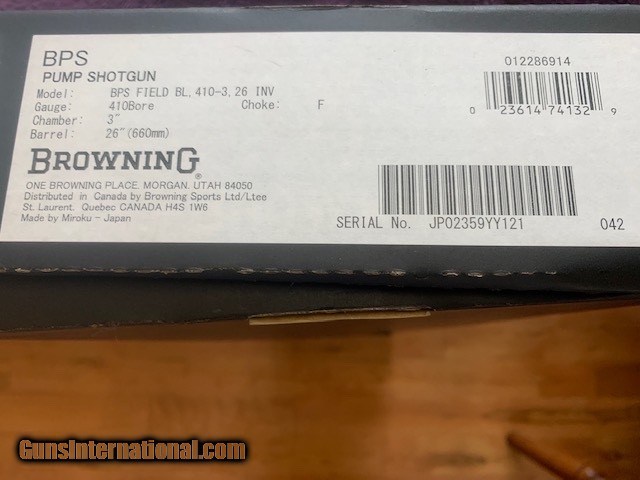 BPS
PUMP SHOTGUN
Model: BPS FIELD BL, 410-3, 26 INV
Gauge: 410Bore Choke: F
Chamber: 3"
Barrel: 26"(660mm)
BROWNING®
ONE BROWNING PLACE, MORGAN, UTAH 84050
Distributed in Canada by Browning Sports Ltd/Ltee
St. Laurent, Quebec CANADA H4S 1W6
Made by Miroku - Japan
012286914
0 23614 74132 9
SERIAL No. JP02359YY121
042
GunsInternational.com